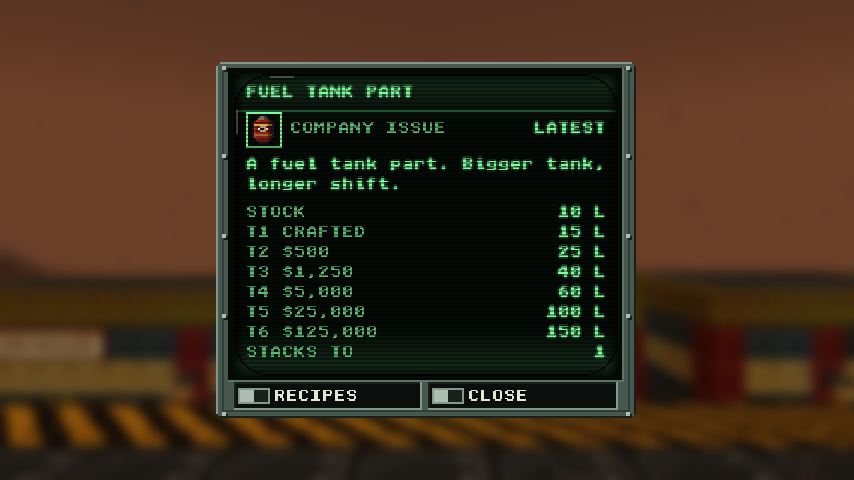 FUEL TANK PART
COMPANY ISSUE LATEST
A fuel tank part. Bigger tank,
longer shift.
STOCK 10 L
T1 CRAFTED 15 L
T2 $500 25 L
T3 $1,250 40 L
T4 $5,000 60 L
T5 $25,000 100 L
T6 $125,000 150 L
STACKS TO 1
RECIPES CLOSE